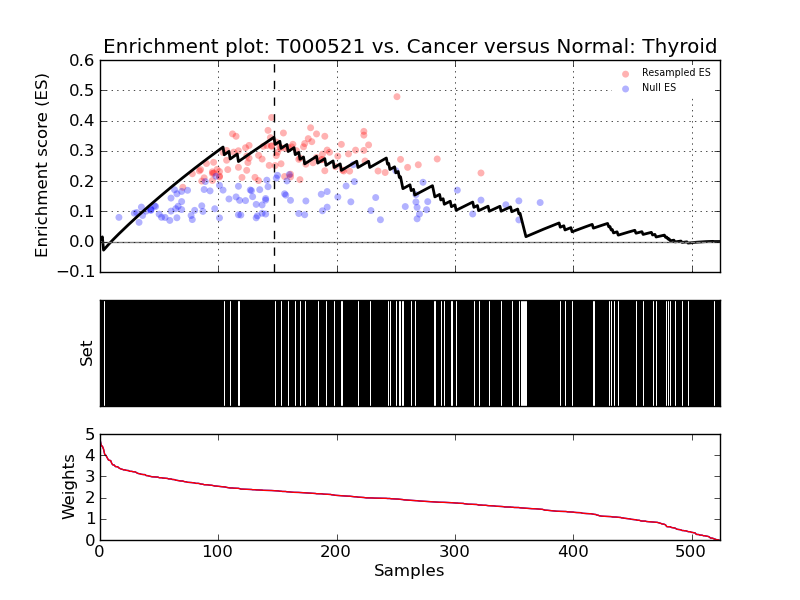 Enrichment plot: T000521 vs. Cancer versus Normal: Thyroid
0.6
0.5
0.4
0.3
0.2
0.1
0.0
−0.1
Enrichment score (ES)
Resampled ES
Null ES
Set
5
4
3
2
1
0
Weights
0 100 200 300 400 500
Samples